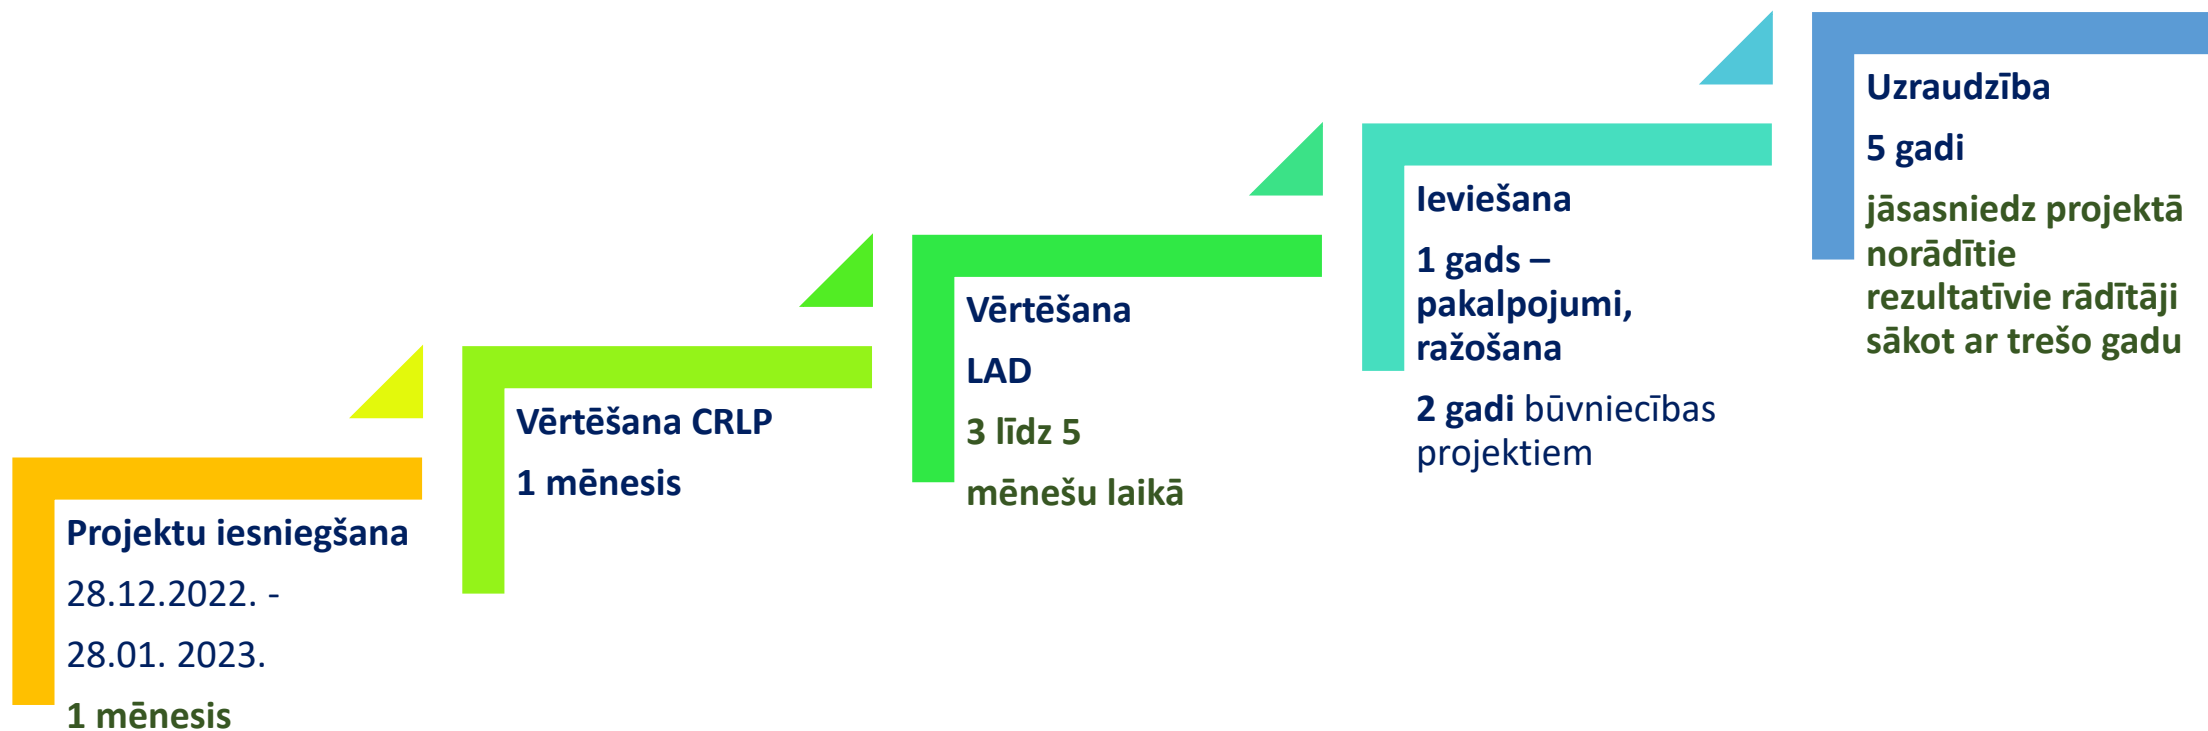 Projektu iesniegšana
28.12.2022. -
28.01. 2023.
1 mēnesis
Vērtēšana CRLP
1 mēnesis
Vērtēšana
LAD
3 līdz 5
mēnešu laikā
Ieviešana
1 gads –
pakalpojumi,
ražošana
2 gadi būvniecības
projektiem
Uzraudzība
5 gadi
jāsasniedz projektā
norādītie
rezultatīvie rādītāji
sākot ar trešo gadu